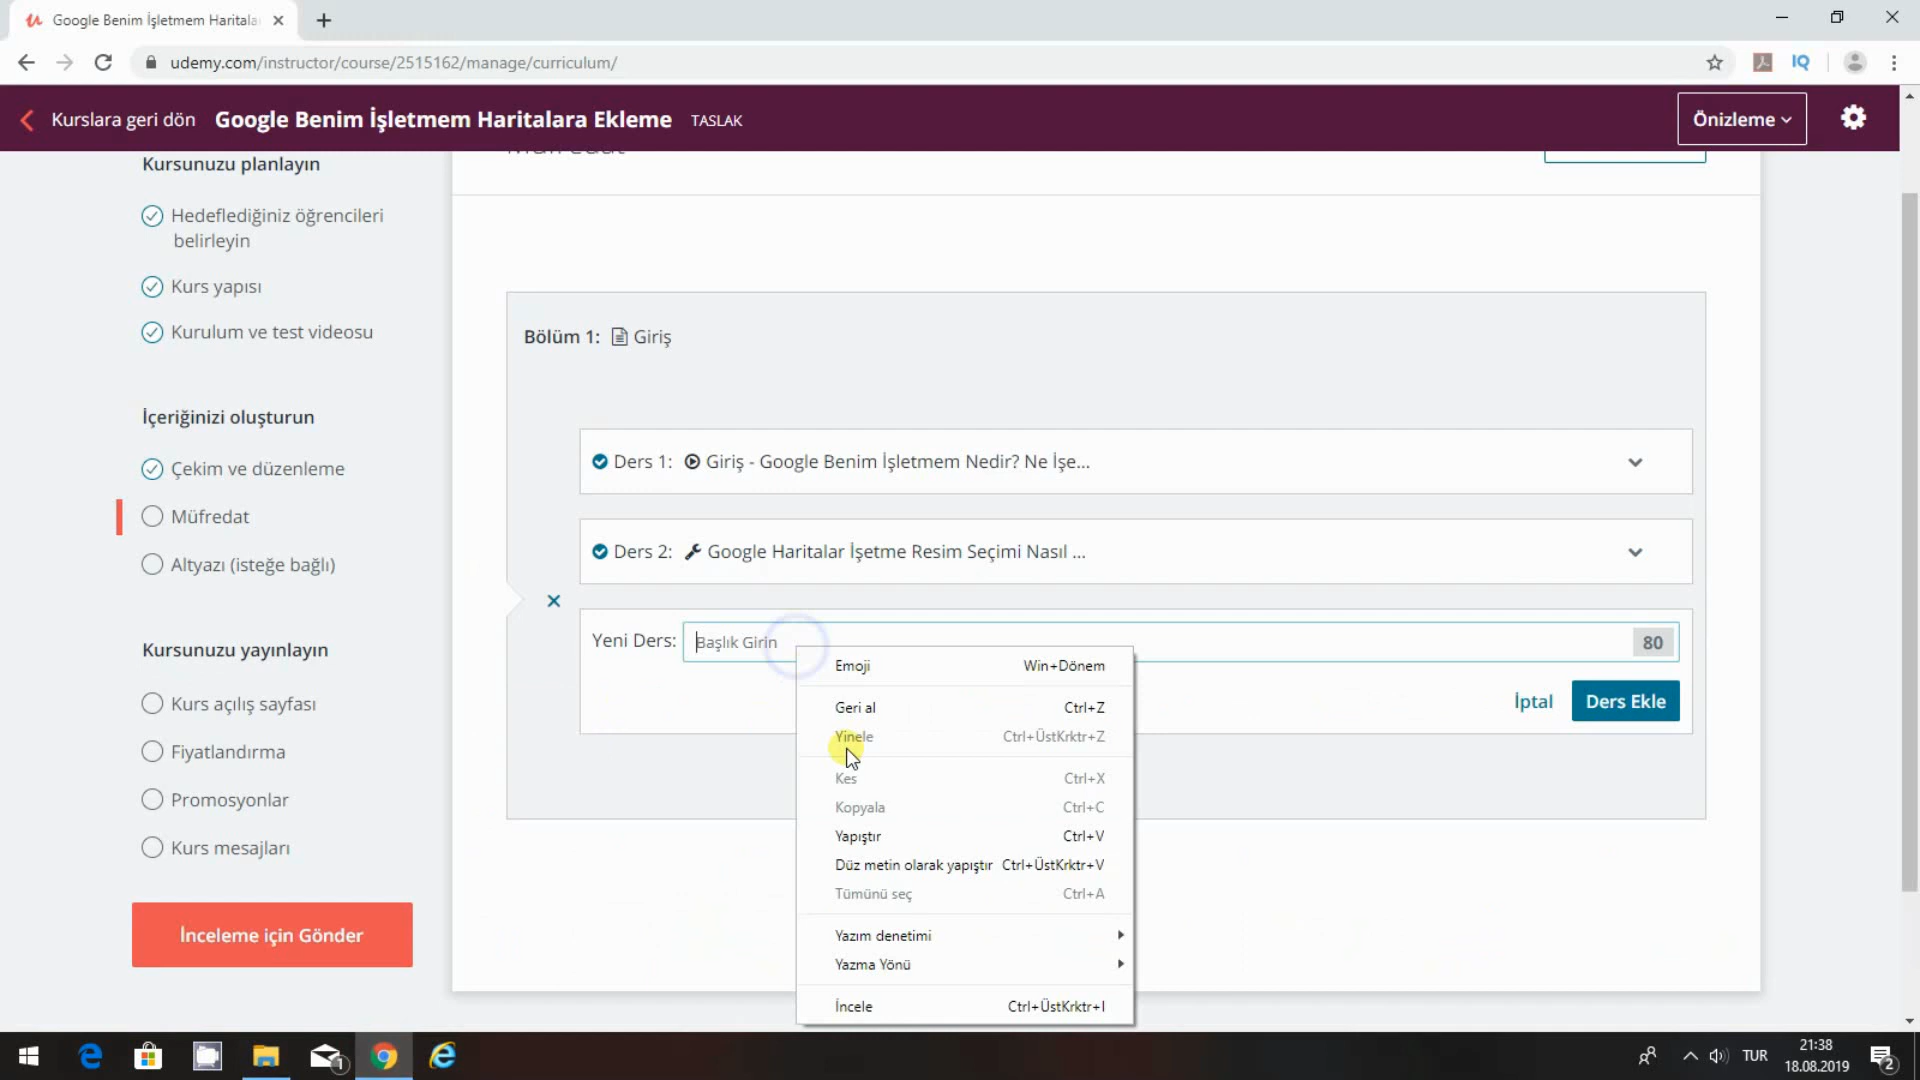 Google Benim İşletmem Haritala
udemy.com/instructor/course/2515162/manage/curriculum/
IQ
Kurslara geri dön
Google Benim İşletmem Haritalara Ekleme
TASLAK
Önizleme
Kursunuzu planlayın
Hedeflediğiniz öğrencileri
belirleyin
Kurs yapısı
Kurulum ve test videosu
İçeriğinizi oluşturun
Çekim ve düzenleme
Müfredat
Altyazı (isteğe bağlı)
Kursunuzu yayınlayın
Kurs açılış sayfası
Fiyatlandırma
Promosyonlar
Kurs mesajları
İnceleme için Gönder
Bölüm 1: Giriş
Ders 1: Giriş - Google Benim İşletmem Nedir? Ne İşe...
Ders 2: Google Haritalar İşetme Resim Seçimi Nasıl ...
Yeni Ders: Başlık Girin 80
İptal
Ders Ekle
Emoji Win+Dönem
Geri al Ctrl+Z
Yinele Ctrl+ÜstKrktr+Z
Kes Ctrl+X
Kopyala Ctrl+C
Yapıştır Ctrl+V
Düz metin olarak yapıştır Ctrl+ÜstKrktr+V
Tümünü seç Ctrl+A
Yazım denetimi
Yazma Yönü
İncele Ctrl+ÜstKrktr+I
1
TUR
21:38
18.08.2019
2